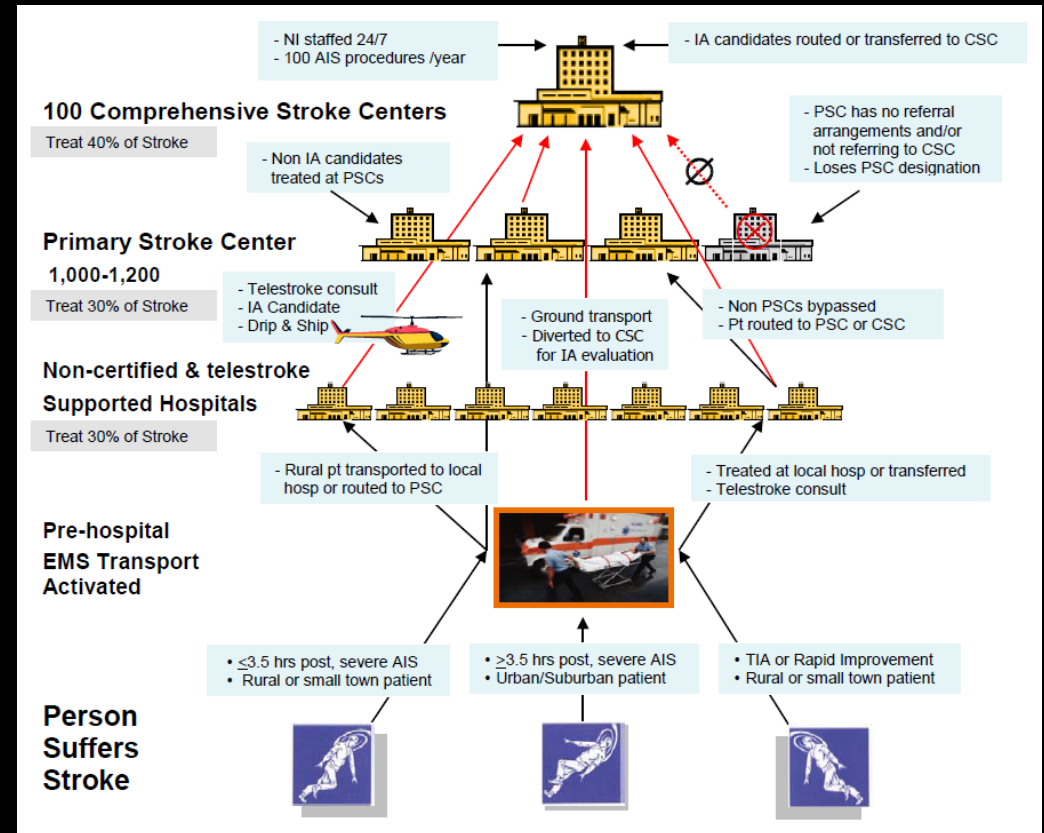 - NI staffed 24/7
- 100 AIS procedures /year
- IA candidates routed or transferred to CSC
100 Comprehensive Stroke Centers
Treat 40% of Stroke
- Non IA candidates
treated at PSCs
- PSC has no referral
arrangements and/or
not referring to CSC
- Loses PSC designation
Primary Stroke Center
1,000-1,200
Treat 30% of Stroke
- Telestroke consult
- IA Candidate
- Drip & Ship
- Ground transport
- Diverted to CSC
for IA evaluation
- Non PSCs bypassed
- Pt routed to PSC or CSC
Non-certified & telestroke
Supported Hospitals
Treat 30% of Stroke
- Rural pt transported to local
hosp or routed to PSC
- Treated at local hosp or transferred
- Telestroke consult
Pre-hospital
EMS Transport
Activated
• ≤3.5 hrs post, severe AIS
• Rural or small town patient
• ≥3.5 hrs post, severe AIS
• Urban/Suburban patient
• TIA or Rapid Improvement
• Rural or small town patient
Person
Suffers
Stroke